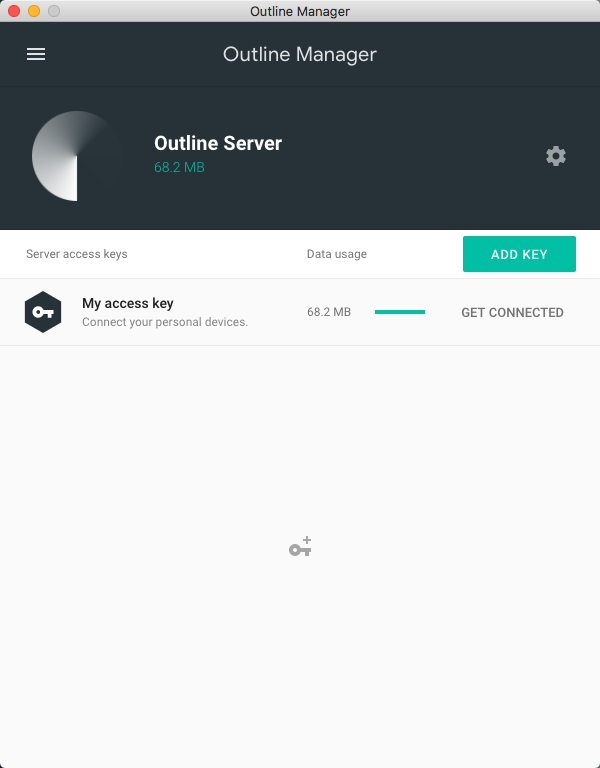 Outline Manager
Outline Manager
Outline Server
68.2 MB
Server access keys
Data usage
ADD KEY
My access key
Connect your personal devices.
68.2 MB
GET CONNECTED